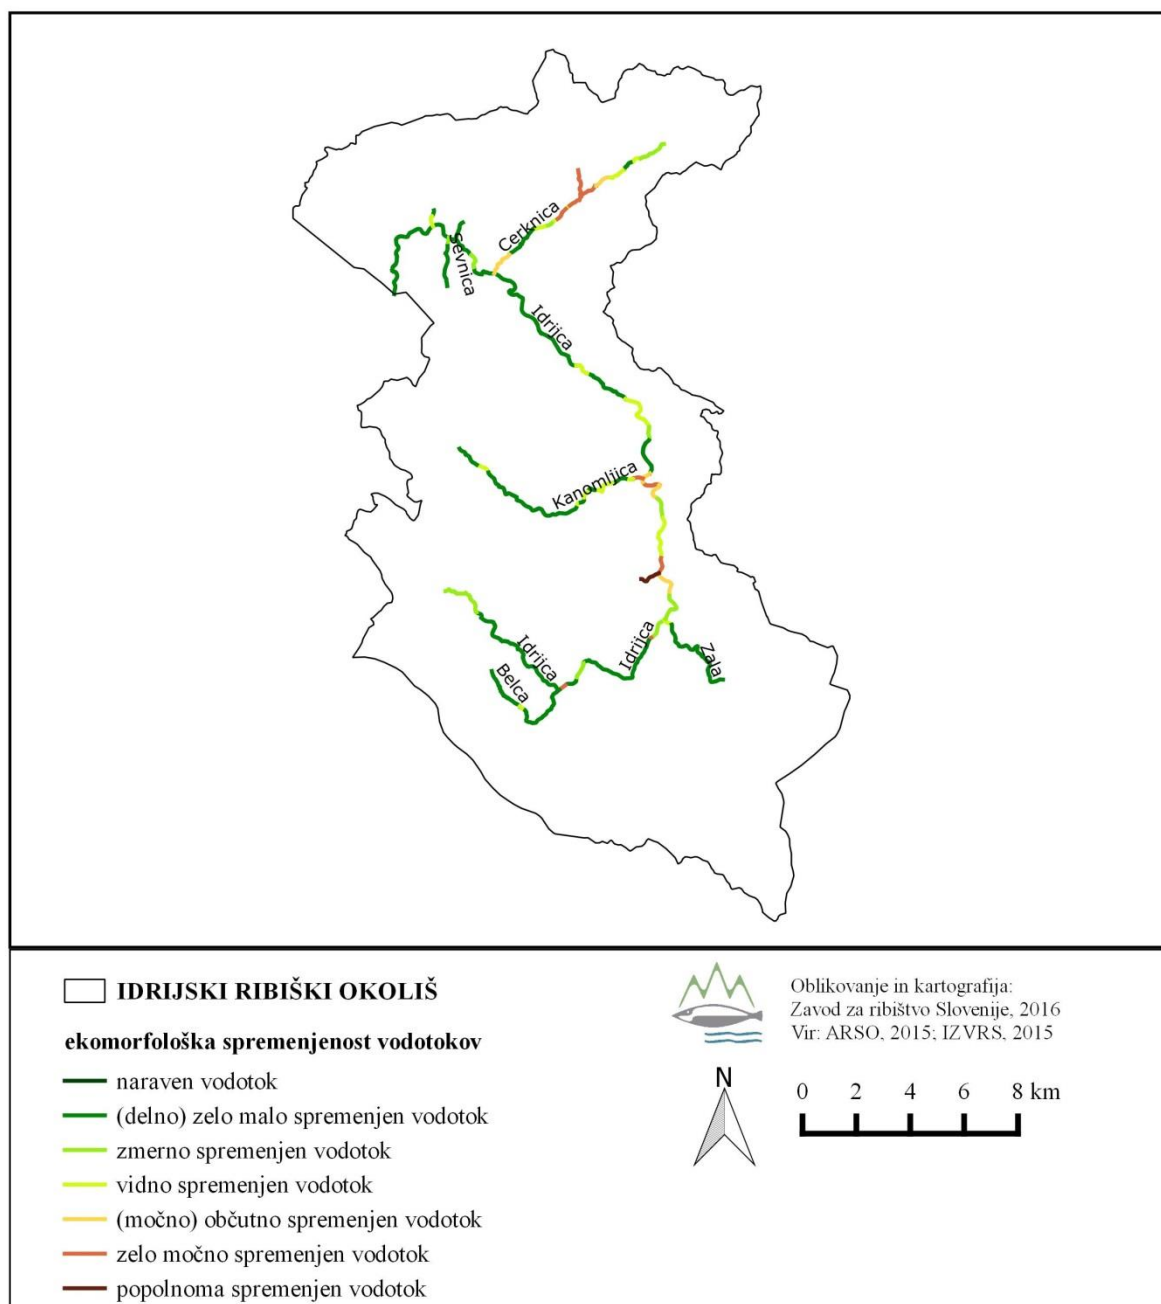 Cerknica
Sevnica
Idrijca
Kanomljica
Idrijca
Idrijca
Belca
Zala
IDRIJSKI RIBIŠKI OKOLIŠ
ekomorfološka spremenjenost vodotokov
naraven vodotok
(delno) zelo malo spremenjen vodotok
zmerno spremenjen vodotok
vidno spremenjen vodotok
(močno) občutno spremenjen vodotok
zelo močno spremenjen vodotok
popolnoma spremenjen vodotok
Oblikovanje in kartografija:
Zavod za ribištvo Slovenije, 2016
Vir: ARSO, 2015; IZVRS, 2015
N
0 2 4 6 8 km